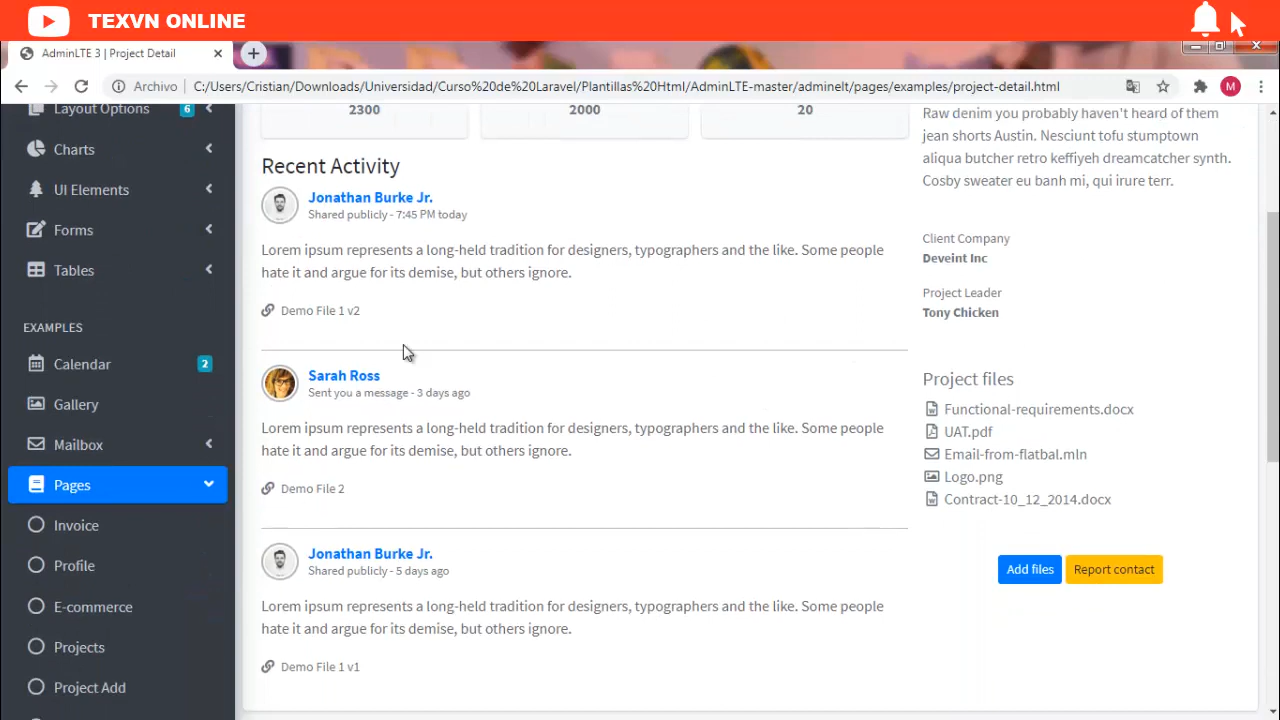 TEXVN ONLINE
AdminLTE 3 | Project Detail
Archivo C:/Users/Cristian/Downloads/Universidad/Curso%20de%20Laravel/Plantillas%20Html/AdminLTE-master/adminelt/pages/examples/project-detail.html
M
Layout Options 6
Charts
UI Elements
Forms
Tables
EXAMPLES
Calendar 2
Gallery
Mailbox
Pages
Invoice
Profile
E-commerce
Projects
Project Add
2300 2000 20
Recent Activity
Jonathan Burke Jr.
Shared publicly - 7:45 PM today
Lorem ipsum represents a long-held tradition for designers, typographers and the like. Some people
hate it and argue for its demise, but others ignore.
Demo File 1 v2
Sarah Ross
Sent you a message - 3 days ago
Lorem ipsum represents a long-held tradition for designers, typographers and the like. Some people
hate it and argue for its demise, but others ignore.
Demo File 2
Jonathan Burke Jr.
Shared publicly - 5 days ago
Lorem ipsum represents a long-held tradition for designers, typographers and the like. Some people
hate it and argue for its demise, but others ignore.
Demo File 1 v1
Raw denim you probably haven't heard of them
jean shorts Austin. Nesciunt tofu stumptown
aliqua butcher retro keffiyeh dreamcatcher synth.
Cosby sweater eu banh mi, qui irure terr.
Client Company
Deveint Inc
Project Leader
Tony Chicken
Project files
Functional-requirements.docx
UAT.pdf
Email-from-flatbal.mln
Logo.png
Contract-10_12_2014.docx
Add files Report contact